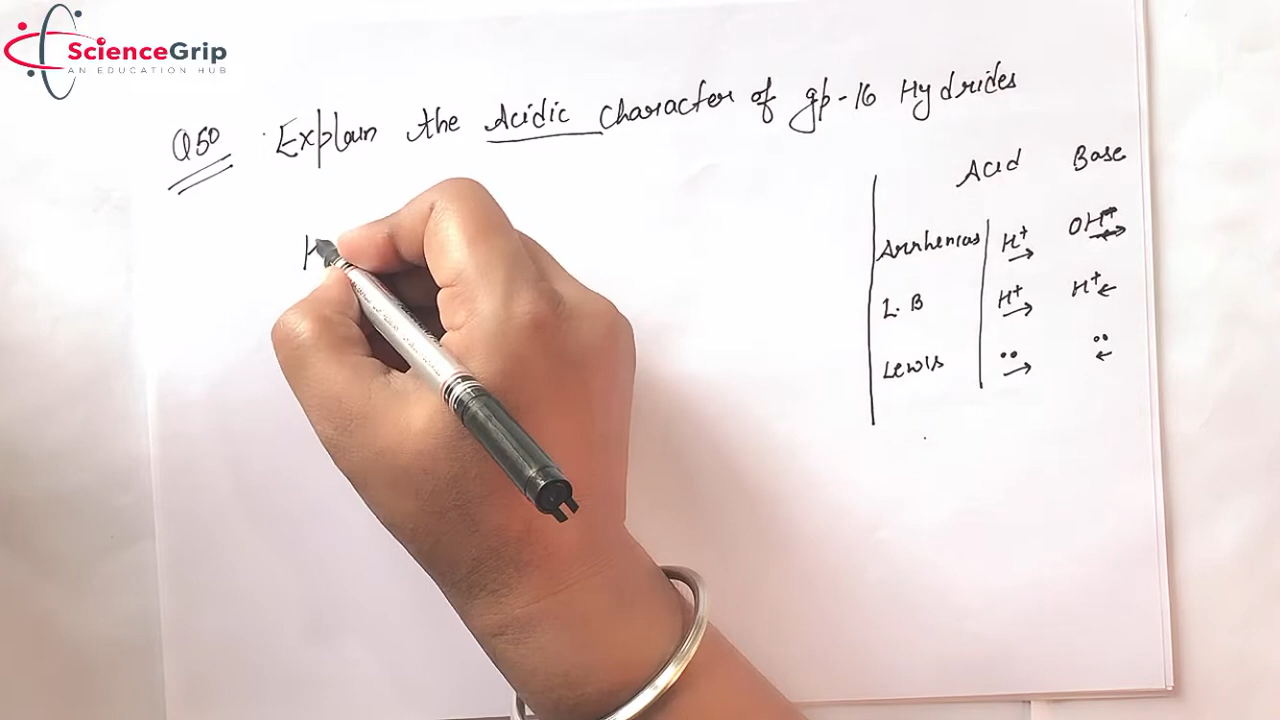 ScienceGrip
AN EDUCATION HUB
Q50 Explain the Acidic Character of gp-16 Hydrides
Acid Base
Arrhenius H+ → OH
L.B H+ → H+ ←
Lewis •• → •• ←
H